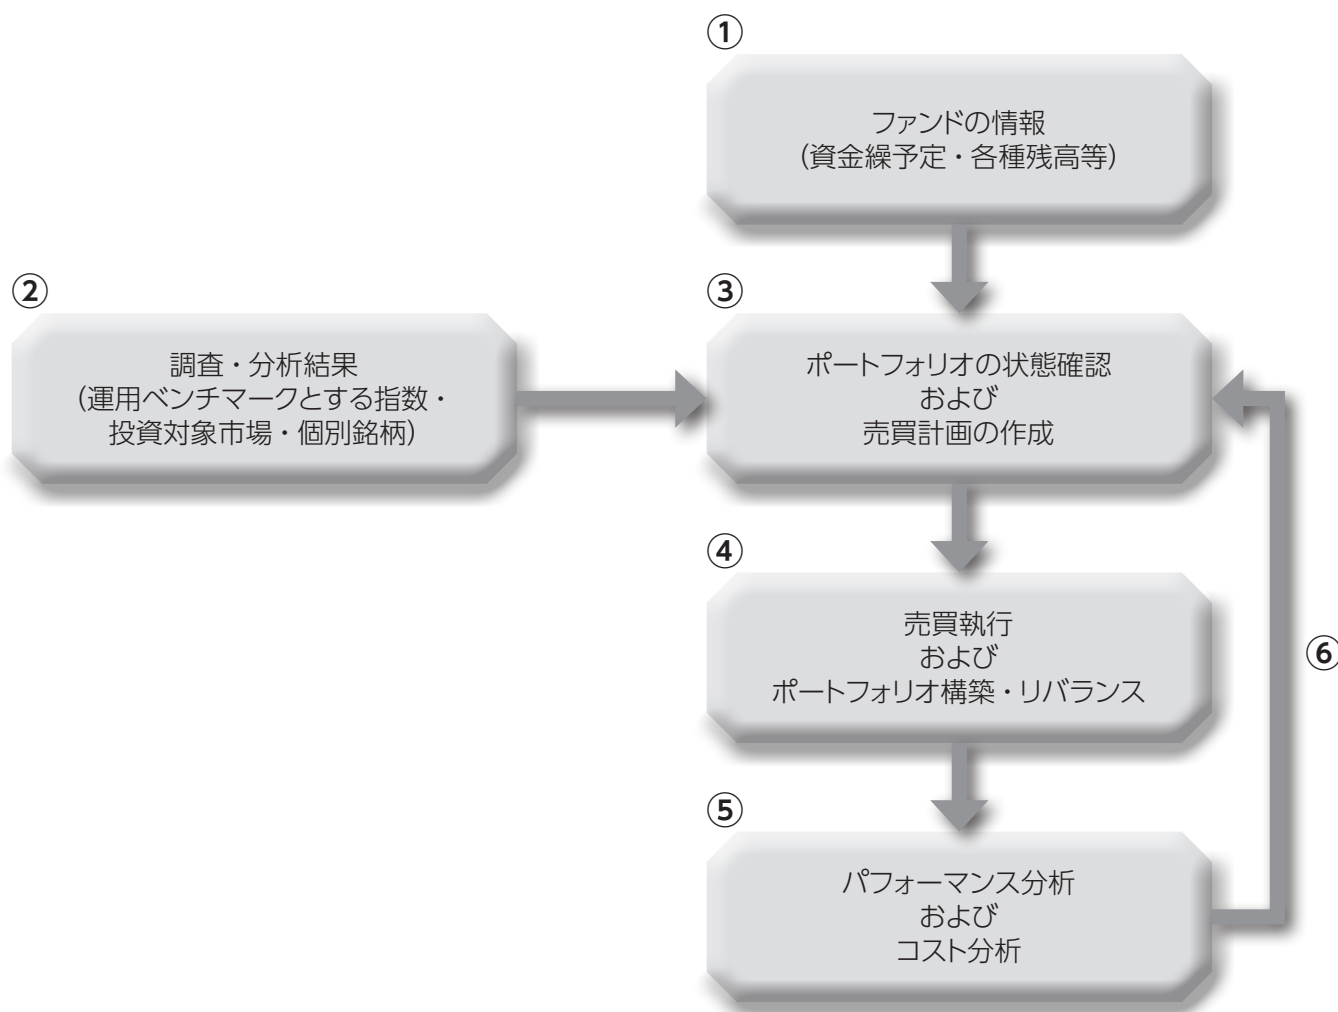 ①
ファンドの情報
(資金繰予定・各種残高等)
②
調査・分析結果
(運用ベンチマークとする指数・
投資対象市場・個別銘柄)
③
ポートフォリオの状態確認
および
売買計画の作成
④
売買執行
および
ポートフォリオ構築・リバランス
⑤
パフォーマンス分析
および
コスト分析
⑥